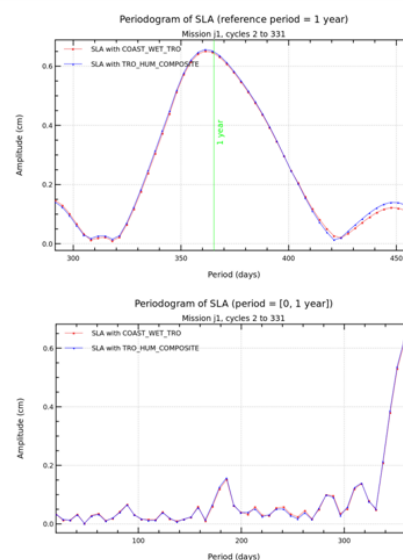 Periodogram of SLA (reference period = 1 year)
Mission j1, cycles 2 to 331
SLA with COAST_WET_TRO
SLA with TRO_HUM_COMPOSITE
Amplitude (cm)
0.6
0.4
0.2
0.0
1 year
300 350 400 450
Period (days)
Periodogram of SLA (period = [0, 1 year])
Mission j1, cycles 2 to 331
SLA with COAST_WET_TRO
SLA with TRO_HUM_COMPOSITE
Amplitude (cm)
0.6
0.4
0.2
0.0
100 200 300
Period (days)